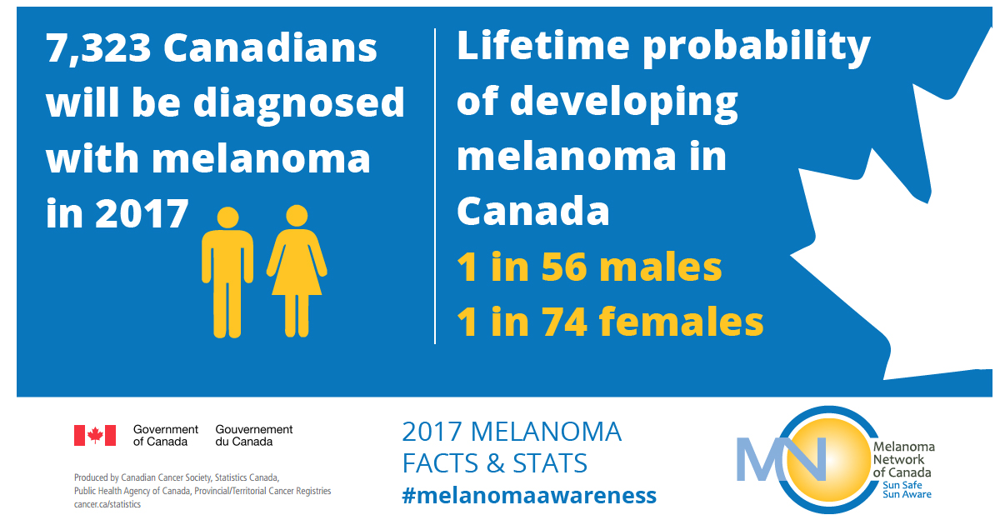 7,323 Canadians
will be diagnosed
with melanoma
in 2017
Lifetime probability
of developing
melanoma in
Canada
1 in 56 males
1 in 74 females
Government
of Canada
Gouvernement
du Canada
Produced by Canadian Cancer Society, Statistics Canada,
Public Health Agency of Canada, Provincial/Territorial Cancer Registries
cancer.ca/statistics
2017 MELANOMA
FACTS & STATS
#melanomaawareness
MN
Melanoma
Network
of Canada
Sun Safe
Sun Aware